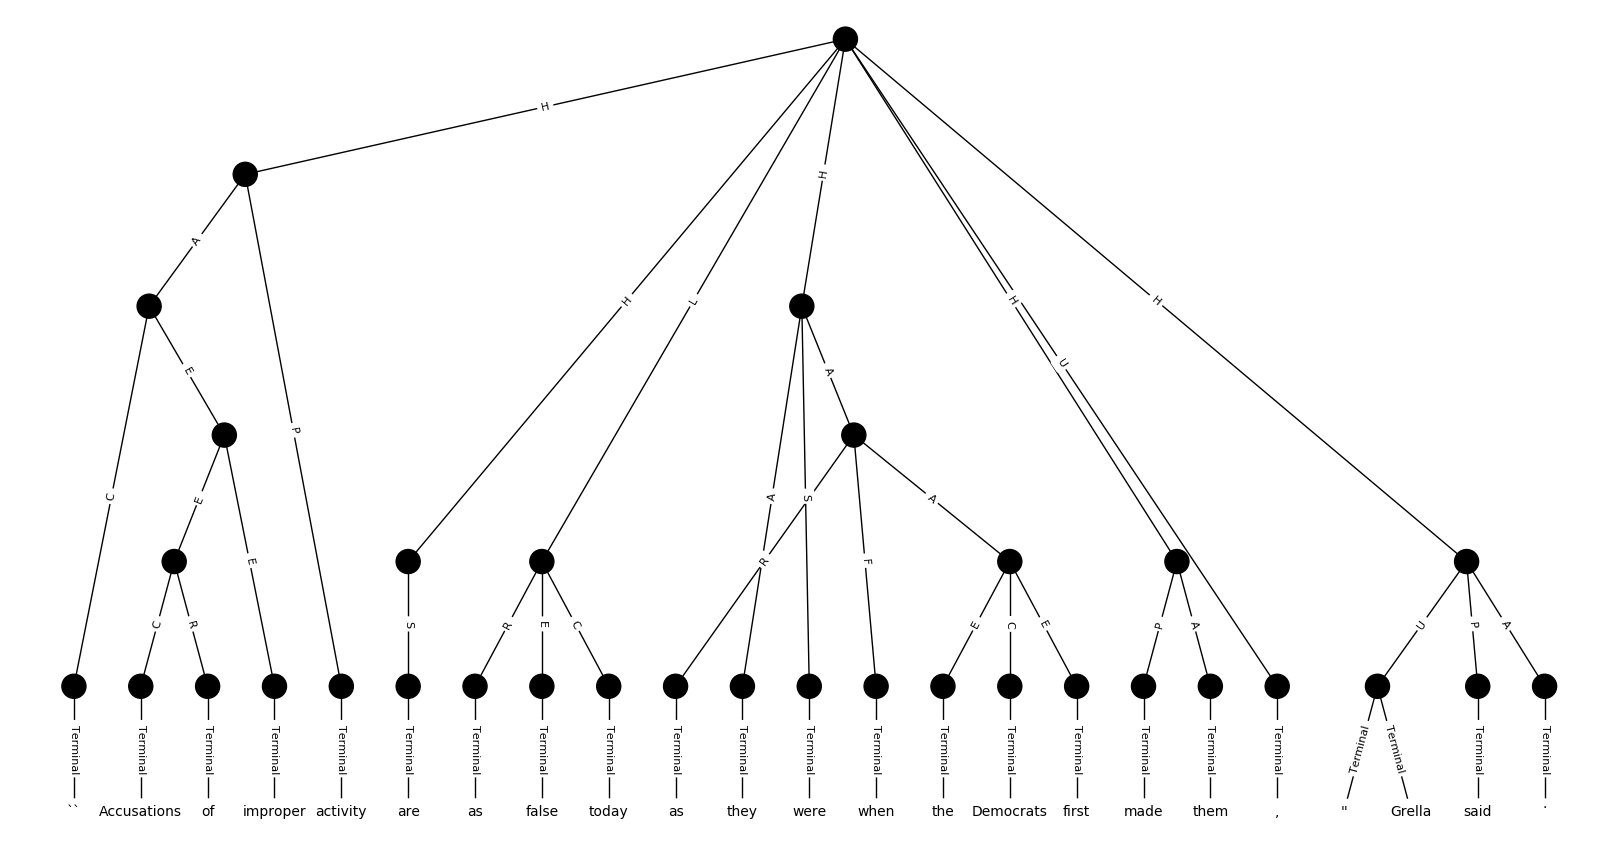 H
A
P
H
L
H
H
U
H
C
E
A
S
A
E
E
R
F
A
U
P
A
C
R
S
R
E
C
E
C
E
P
A
Terminal Terminal Terminal Terminal Terminal Terminal Terminal Terminal Terminal Terminal Terminal Terminal Terminal Terminal Terminal Terminal Terminal Terminal Terminal Terminal Terminal Terminal Terminal
`` Accusations of improper activity are as false today as they were when the Democrats first made them , " Grella said .